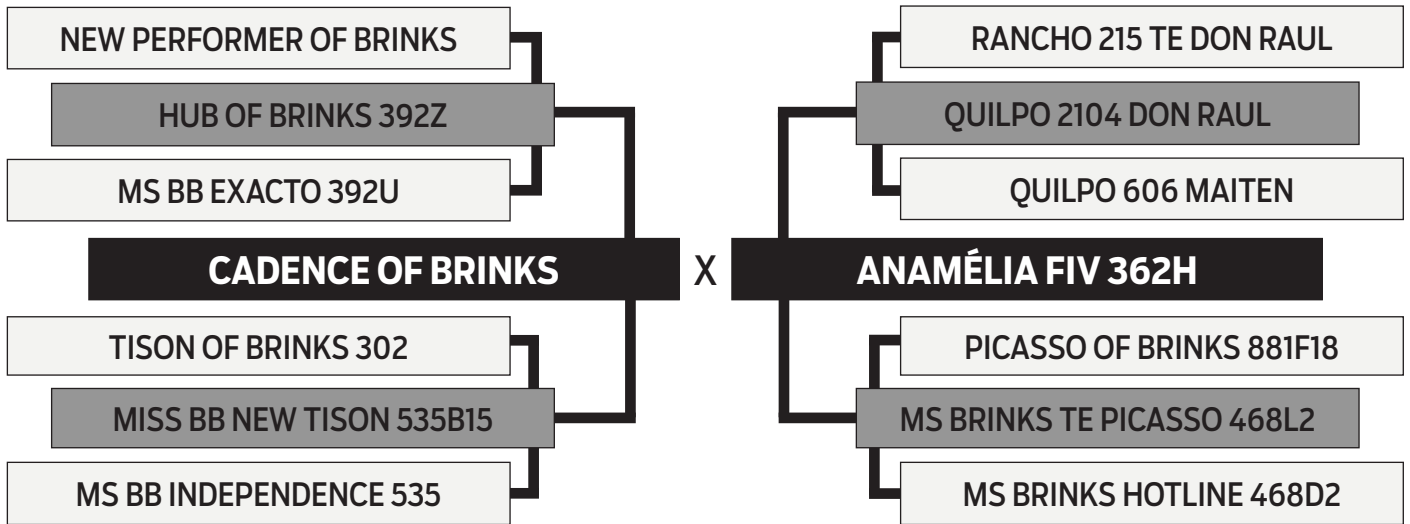 NEW PERFORMER OF BRINKS
HUB OF BRINKS 392Z
MS BB EXACTO 392U
CADENCE OF BRINKS
TISON OF BRINKS 302
MISS BB NEW TISON 535B15
MS BB INDEPENDENCE 535
X
RANCHO 215 TE DON RAUL
QUILPO 2104 DON RAUL
QUILPO 606 MAITEN
ANAMÉLIA FIV 362H
PICASSO OF BRINKS 881F18
MS BRINKS TE PICASSO 468L2
MS BRINKS HOTLINE 468D2